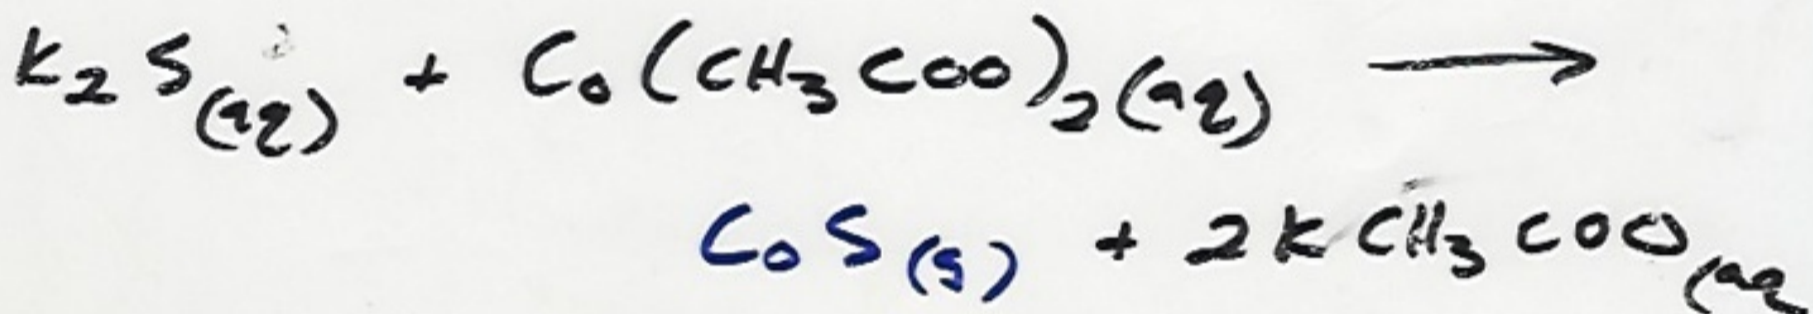 K₂S(aq) + Co(CH₃COO)₂(aq) ⟶
CoS(s) + 2KCH₃COO(aq